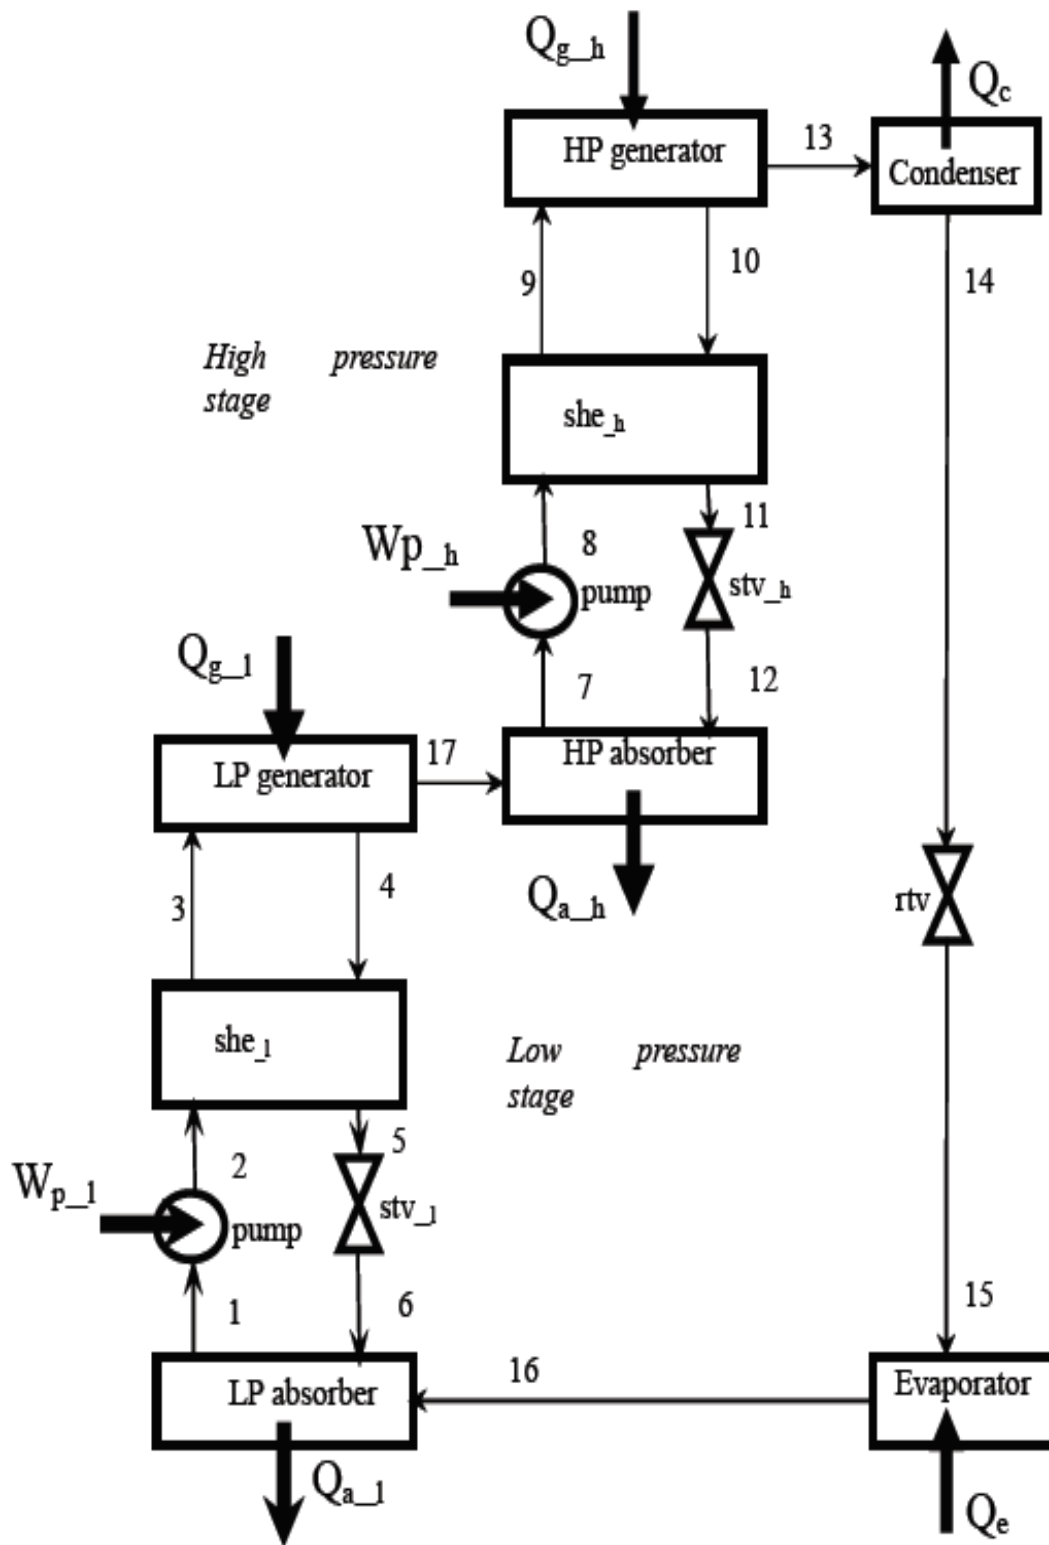 Qg_h
Qc
HP generator
13
Condenser
9
10
14
High pressure
stage
she_h
Wp_h
8
pump
11
stv_h
Qg_l
7
12
LP generator
17
HP absorber
3
4
Qa_h
rtv
she_l
Low pressure
stage
Wp_l
2
pump
5
stv_l
1
6
15
LP absorber
16
Evaporator
Qa_l
Qe